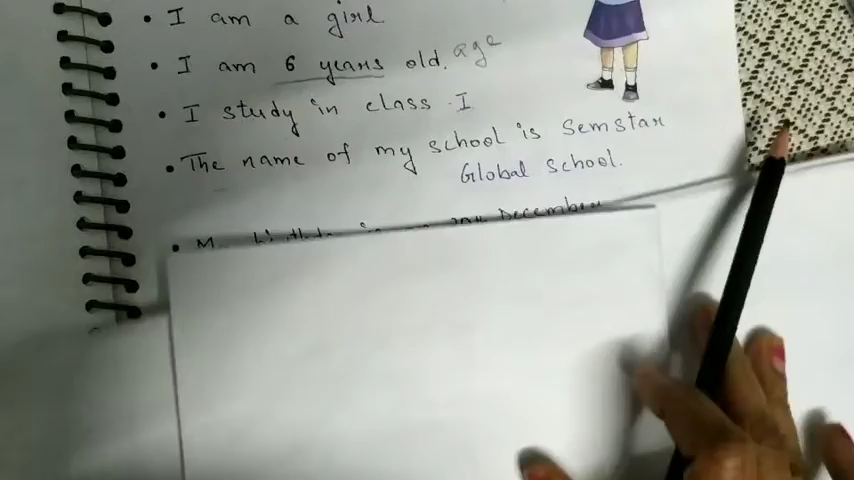 • I am a girl
• I am 6 years old. age
• I study in class I
• The name of my school is Semstar
Global School.
• December